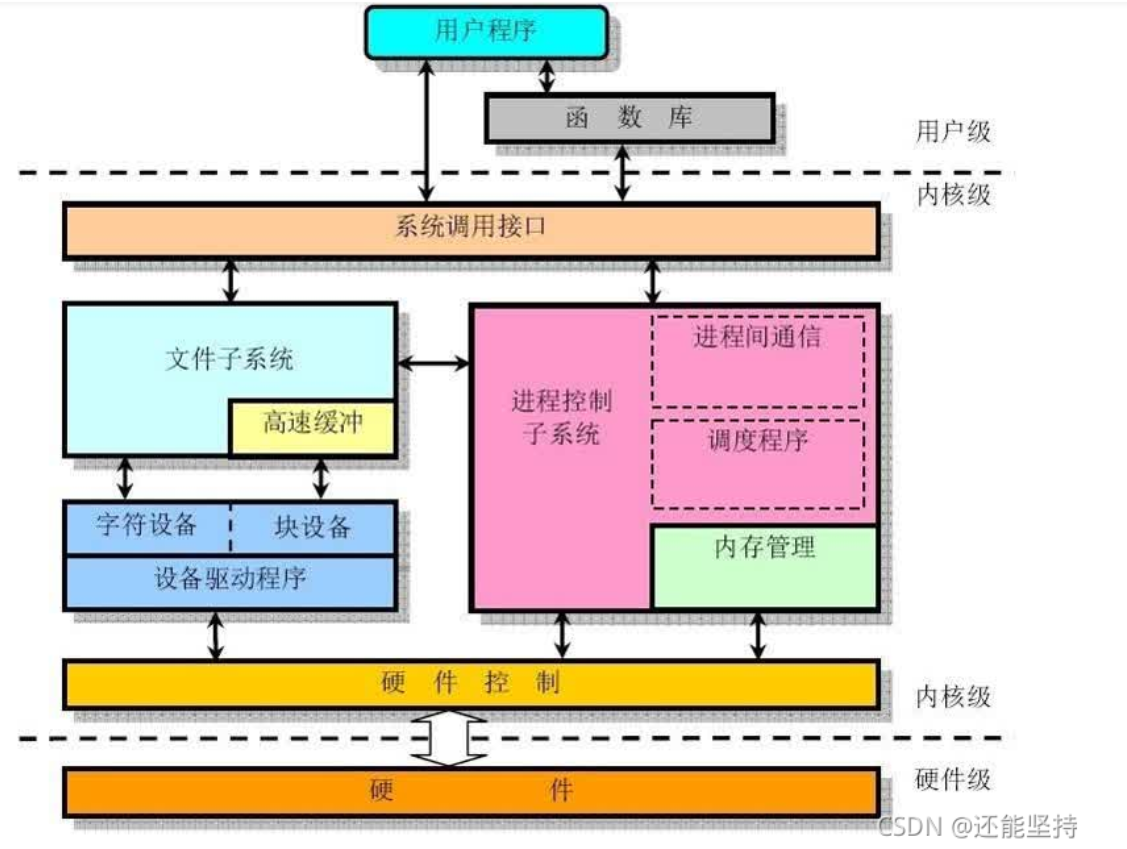 用户程序
函 数 库
用户级
内核级
系统调用接口
文件子系统
高速缓冲
进程控制
子系统
进程间通信
调度程序
内存管理
字符设备
块设备
设备驱动程序
硬 件 控 制
内核级
硬 件
硬件级
CSDN @还能坚持